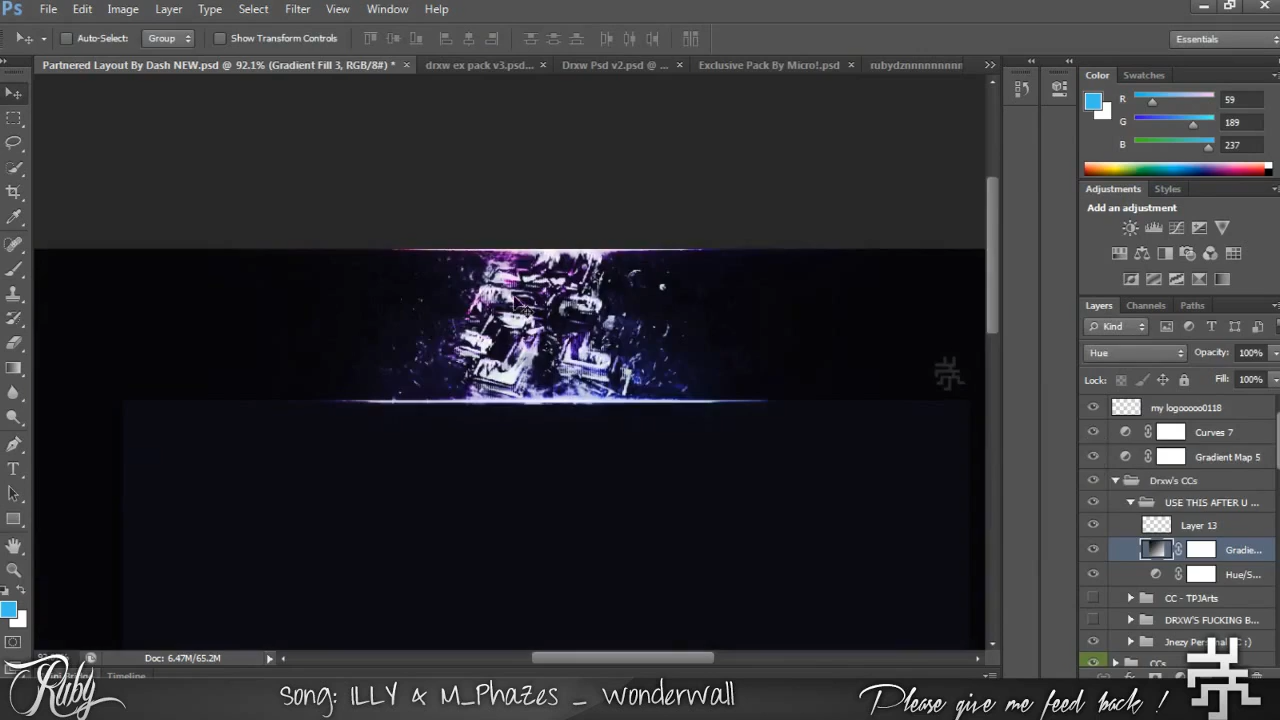 Ps File Edit Image Layer Type Select Filter View Window Help
Auto-Select: Group Show Transform Controls Essentials
Partnered Layout By Dash NEW.psd @ 92.1% (Gradient Fill 3, RGB/8#) * × drxw ex pack v3.psd... × Drxw Psd v2.psd @ ... × Exclusive Pack By Micro!.psd × rubydznnnnnnnn
Color Swatches
R 59
G 189
B 237
Adjustments Styles
Add an adjustment
Layers Channels Paths
Kind
Hue Opacity: 100%
Lock: Fill: 100%
my logooooo0118
Curves 7
Gradient Map 5
Drxw's CCs
USE THIS AFTER U ...
Layer 13
Gradie...
Hue/S...
CC - TPJArts
DRXW'S FUCKING B...
Jnezy Personal CC ;)
CCs
Doc: 6.47M/65.2M
Timeline
Ruby
song: ILLY & M_Phazes _ wonderwall
Please give me feed back !